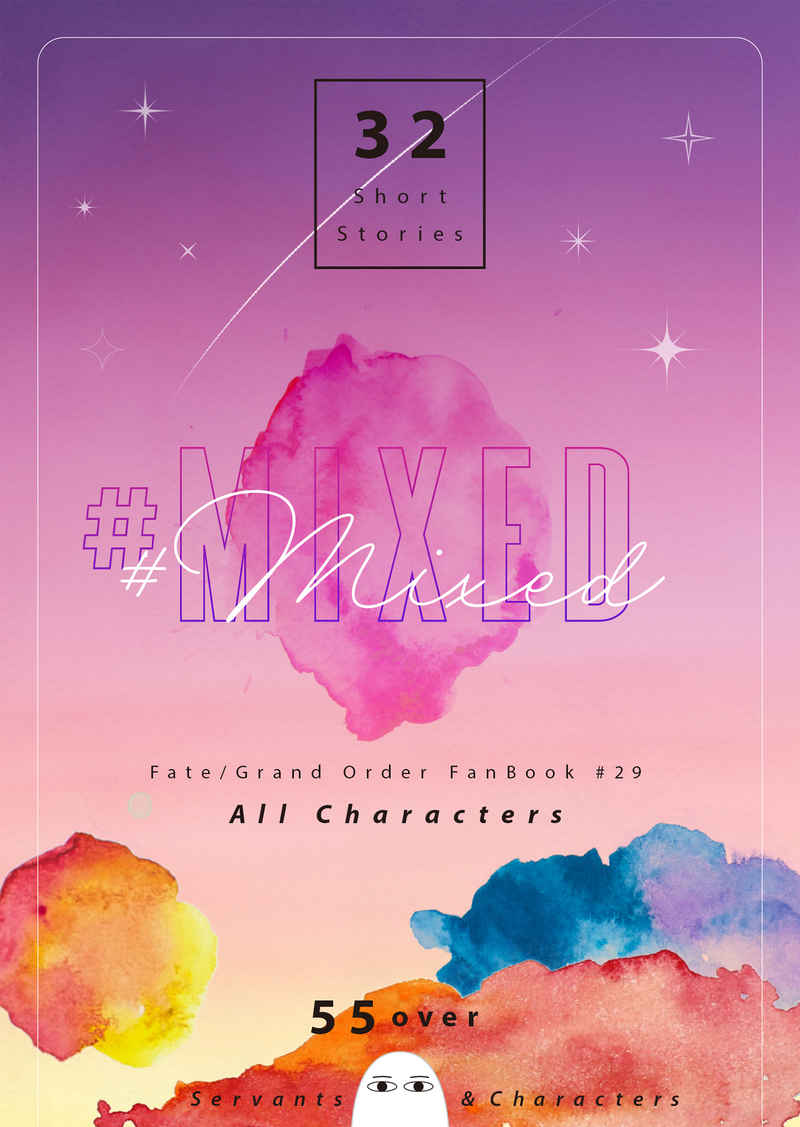 32
Short
Stories
#MIXED
#Mixed
Fate/Grand Order FanBook #29
All Characters
55 over
Servants & Characters